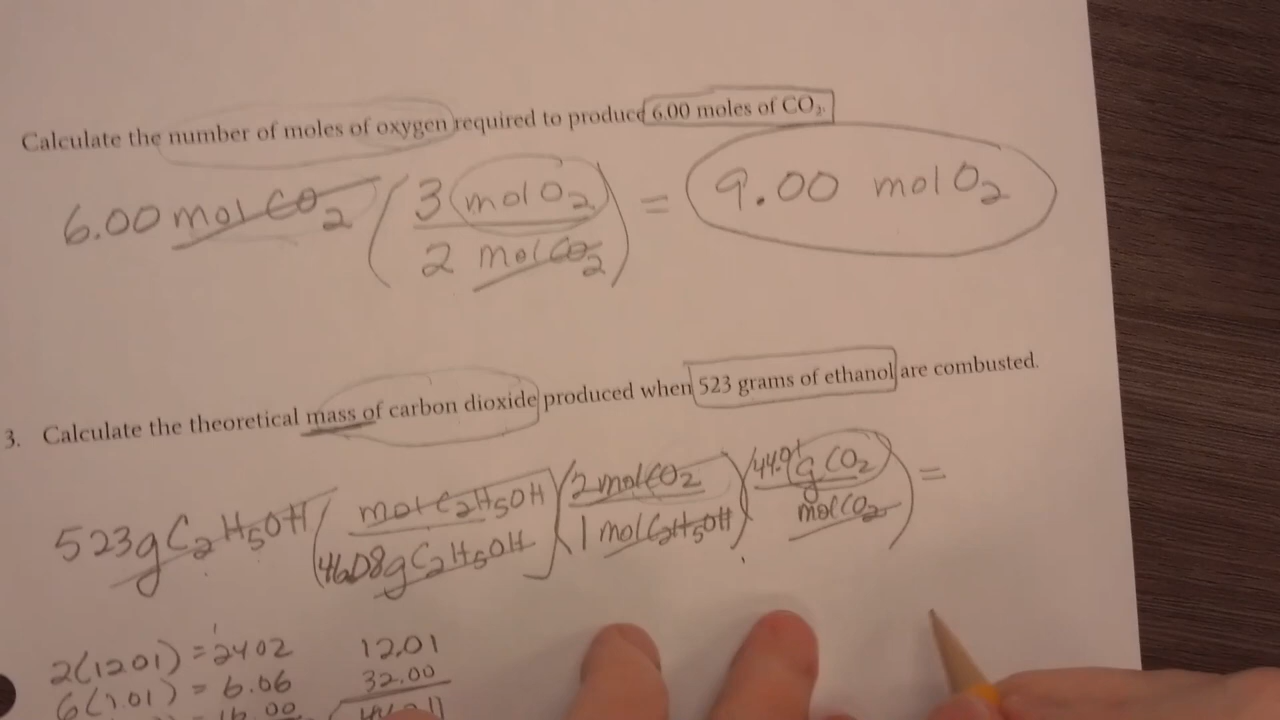 Calculate the number of moles of oxygen required to produce 6.00 moles of CO₂.
6.00 mol CO₂ ( 3 mol O₂ / 2 mol CO₂ ) = 9.00 mol O₂
3. Calculate the theoretical mass of carbon dioxide produced when 523 grams of ethanol are combusted.
523g C₂H₅OH ( mol C₂H₅OH / 46.08g C₂H₅OH ) ( 2 mol CO₂ / 1 mol C₂H₅OH ) ( 44.01 g CO₂ / mol CO₂ ) =
2(12.01) = 24.02 12.01
6(1.01) = 6.06 32.00
16.00 44.01